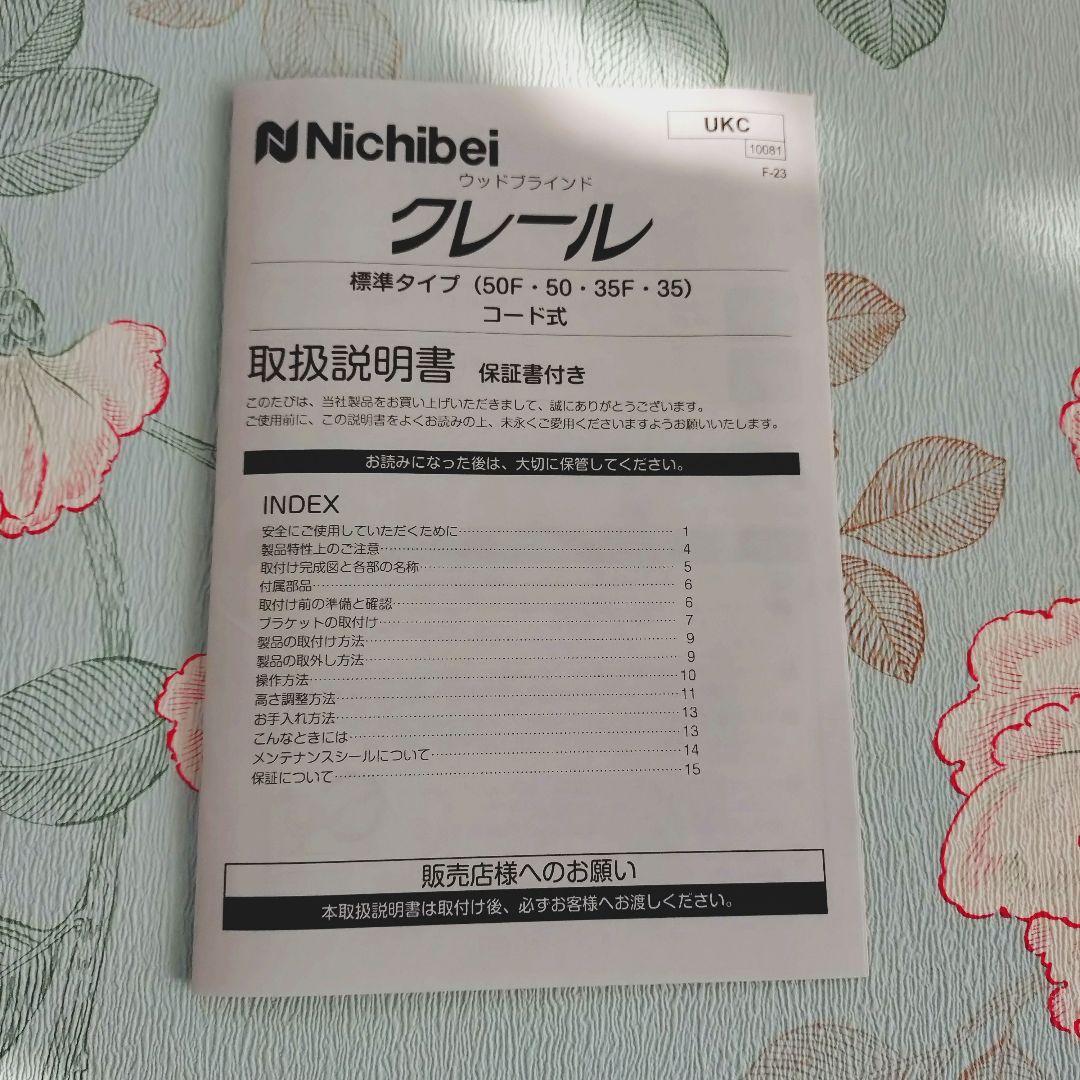 Nichibei
UKC
10081
F-23
ウッドブラインド
クレール
標準タイプ（50F・50・35F・35）
コード式
取扱説明書 保証書付き
このたびは、当社製品をお買い上げいただきまして、誠にありがとうございます。
ご使用前に、この説明書をよくお読みの上、末永くご愛用くださいますようお願いいたします。
お読みになった後は、大切に保管してください。
INDEX
安全にご使用していただくために 1
製品特性上のご注意 4
取付け完成図と各部の名称 5
付属部品 6
取付け前の準備と確認 6
ブラケットの取付け 7
製品の取付け方法 9
製品の取外し方法 9
操作方法 10
高さ調整方法 11
お手入れ方法 13
こんなときには 13
メンテナンスシールについて 14
保証について 15
販売店様へのお願い
本取扱説明書は取付け後、必ずお客様へお渡しください。